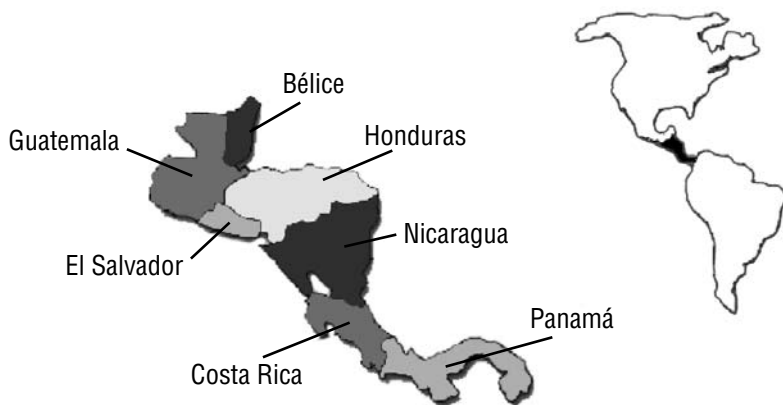 Bélice
Guatemala
Honduras
Nicaragua
El Salvador
Panamá
Costa Rica